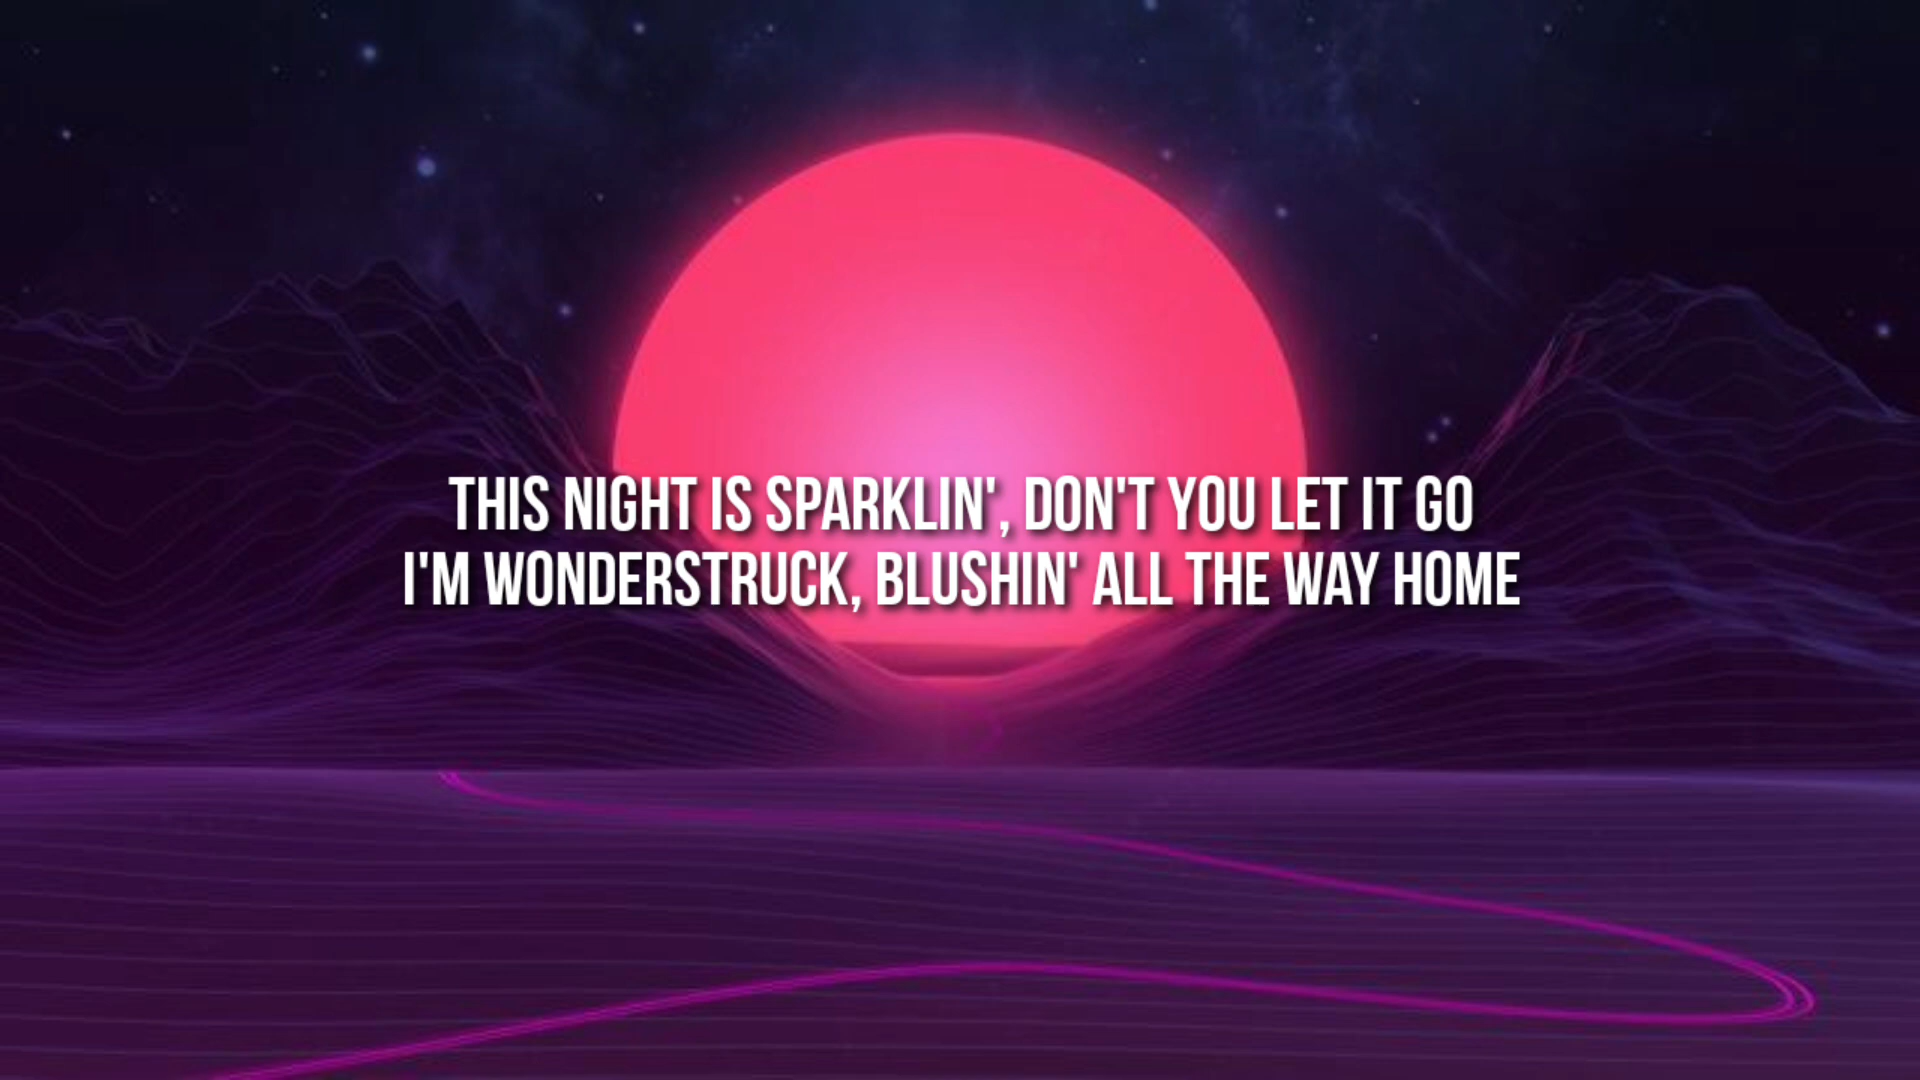 THIS NIGHT IS SPARKLIN', DON'T YOU LET IT GO
I'M WONDERSTRUCK, BLUSHIN' ALL THE WAY HOME